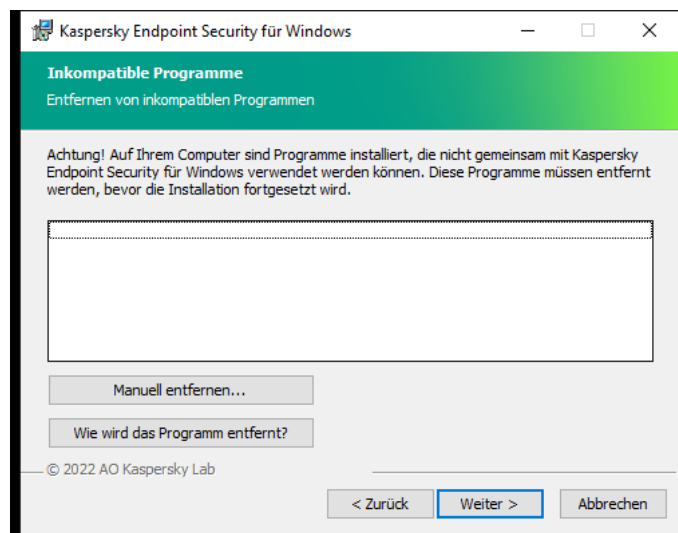 Kaspersky Endpoint Security für Windows
Inkompatible Programme
Entfernen von inkompatiblen Programmen
Achtung! Auf Ihrem Computer sind Programme installiert, die nicht gemeinsam mit Kaspersky
Endpoint Security für Windows verwendet werden können. Diese Programme müssen entfernt
werden, bevor die Installation fortgesetzt wird.
Manuell entfernen...
Wie wird das Programm entfernt?
© 2022 AO Kaspersky Lab
< Zurück Weiter > Abbrechen